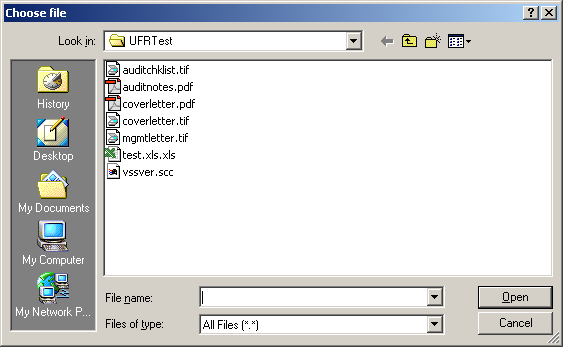 Choose file
Look in: UFRTest
History
Desktop
My Documents
My Computer
My Network P...
auditchklist.tif
auditnotes.pdf
coverletter.pdf
coverletter.tif
mgmtletter.tif
test.xls.xls
vssver.scc
File name: Open
Files of type: All Files (*.*) Cancel